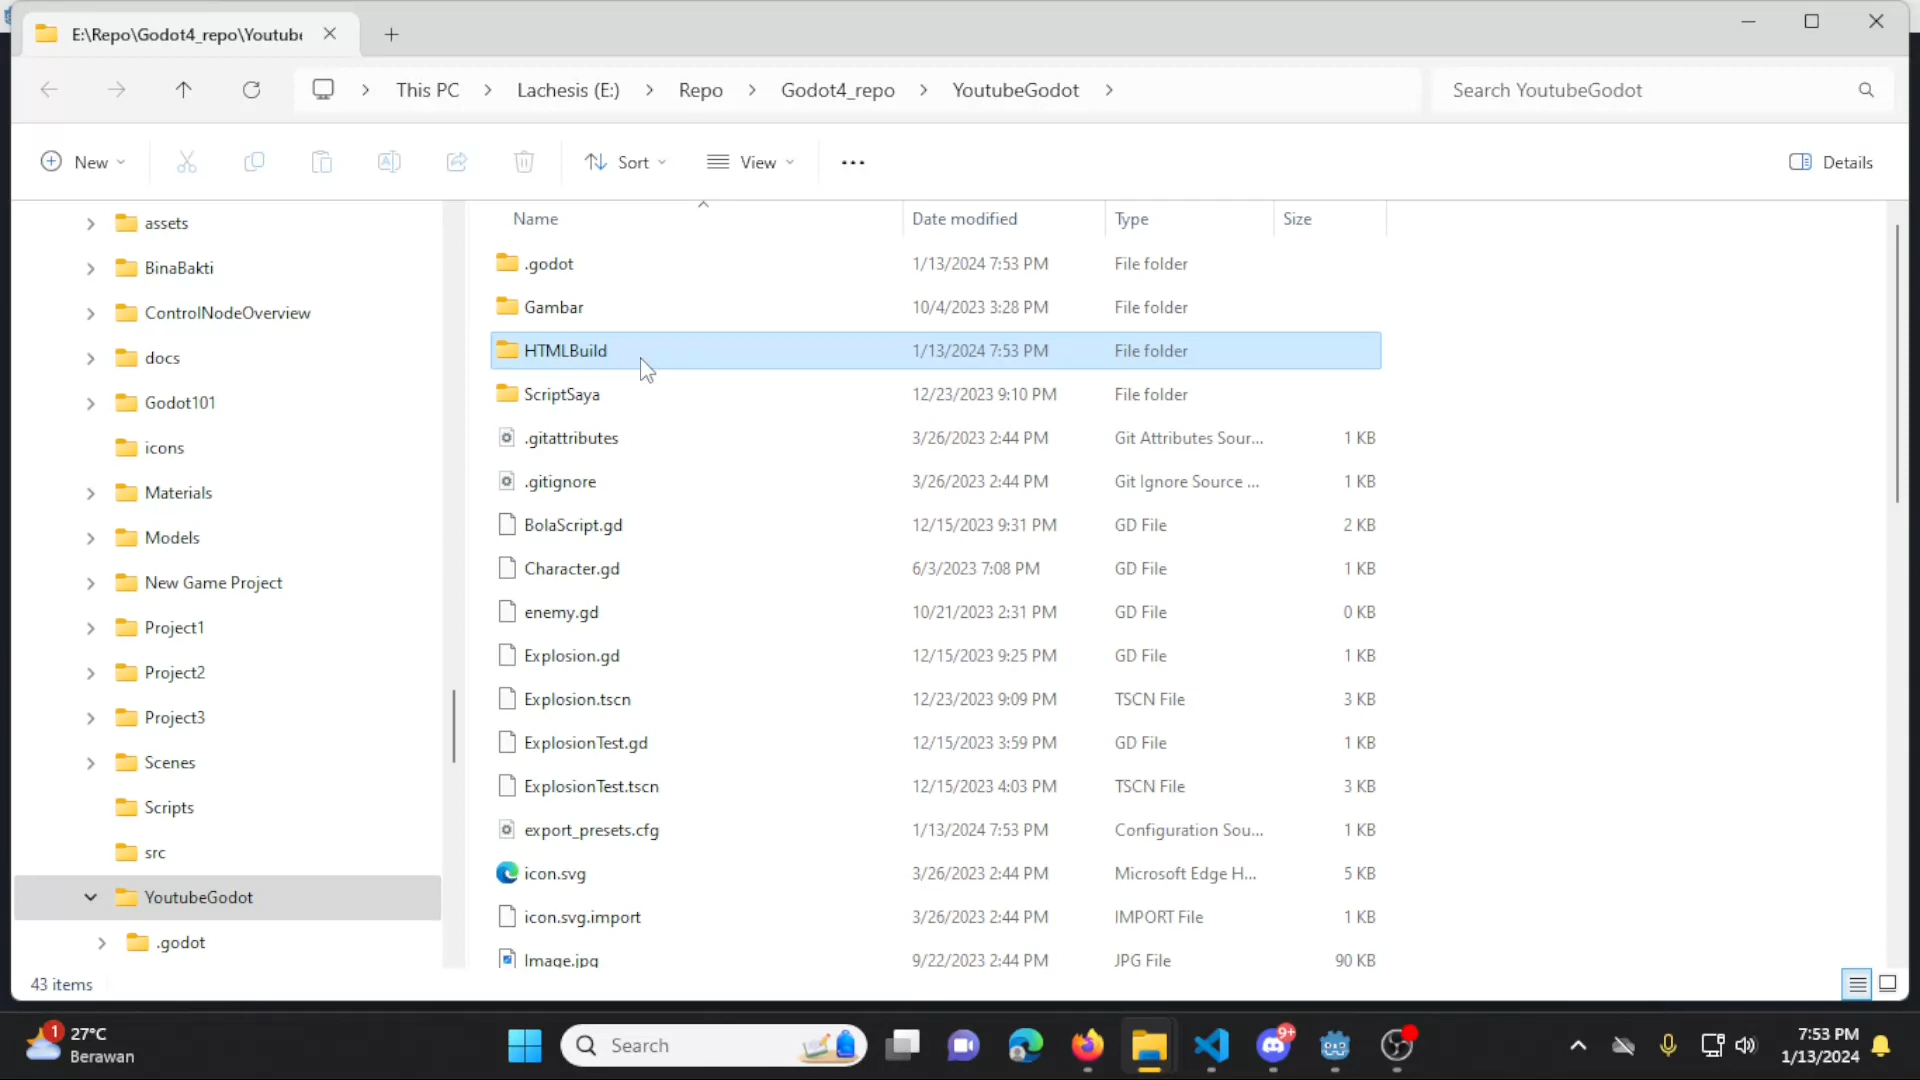 E:\Repo\Godot4_repo\Youtube
This PC > Lachesis (E:) > Repo > Godot4_repo > YoutubeGodot >
Search YoutubeGodot
New
Sort
View
Details
assets
BinaBakti
ControlNodeOverview
docs
Godot101
icons
Materials
Models
New Game Project
Project1
Project2
Project3
Scenes
Scripts
src
YoutubeGodot
.godot
Name Date modified Type Size
.godot 1/13/2024 7:53 PM File folder
Gambar 10/4/2023 3:28 PM File folder
HTMLBuild 1/13/2024 7:53 PM File folder
ScriptSaya 12/23/2023 9:10 PM File folder
.gitattributes 3/26/2023 2:44 PM Git Attributes Sour... 1 KB
.gitignore 3/26/2023 2:44 PM Git Ignore Source ... 1 KB
BolaScript.gd 12/15/2023 9:31 PM GD File 2 KB
Character.gd 6/3/2023 7:08 PM GD File 1 KB
enemy.gd 10/21/2023 2:31 PM GD File 0 KB
Explosion.gd 12/15/2023 9:25 PM GD File 1 KB
Explosion.tscn 12/23/2023 9:09 PM TSCN File 3 KB
ExplosionTest.gd 12/15/2023 3:59 PM GD File 1 KB
ExplosionTest.tscn 12/15/2023 4:03 PM TSCN File 3 KB
export_presets.cfg 1/13/2024 7:53 PM Configuration Sou... 1 KB
icon.svg 3/26/2023 2:44 PM Microsoft Edge H... 5 KB
icon.svg.import 3/26/2023 2:44 PM IMPORT File 1 KB
Image.jpg 9/22/2023 2:44 PM JPG File 90 KB
43 items
1
27°C
Berawan
Search
9+
7:53 PM
1/13/2024